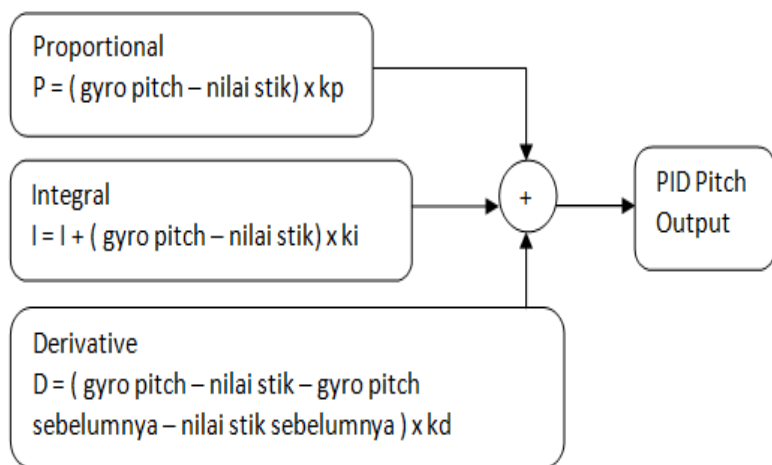 Proportional
P = ( gyro pitch – nilai stik) x kp
Integral
I = I + ( gyro pitch – nilai stik) x ki
Derivative
D = ( gyro pitch – nilai stik – gyro pitch
sebelumnya – nilai stik sebelumnya ) x kd
+
PID Pitch
Output